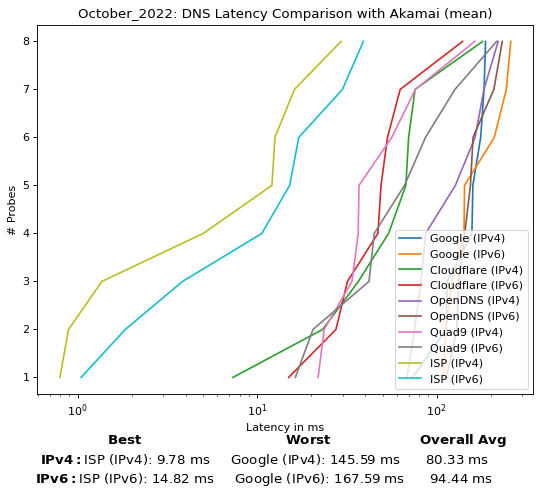 October_2022: DNS Latency Comparison with Akamai (mean)
8
7
6
5
4
3
2
1
# Probes
Google (IPv4)
Google (IPv6)
Cloudflare (IPv4)
Cloudflare (IPv6)
OpenDNS (IPv4)
OpenDNS (IPv6)
Quad9 (IPv4)
Quad9 (IPv6)
ISP (IPv4)
ISP (IPv6)
10⁰ 10¹ 10²
Latency in ms
Best Worst Overall Avg
IPv4: ISP (IPv4): 9.78 ms Google (IPv4): 145.59 ms 80.33 ms
IPv6: ISP (IPv6): 14.82 ms Google (IPv6): 167.59 ms 94.44 ms